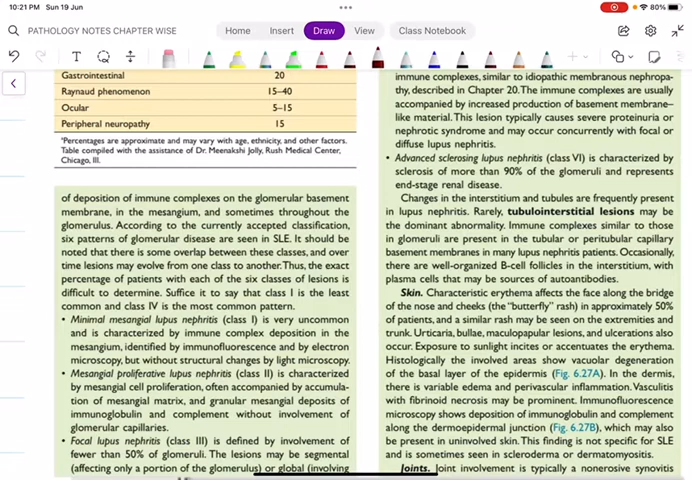 10:21 PM Sun 19 Jun
80%
PATHOLOGY NOTES CHAPTER WISE
Home Insert Draw View Class Notebook
Gastrointestinal 20
Raynaud phenomenon 15–40
Ocular 5–15
Peripheral neuropathy 15
*Percentages are approximate and may vary with age, ethnicity, and other factors.
Table compiled with the assistance of Dr. Meenakshi Jolly, Rush Medical Center,
Chicago, Ill.
of deposition of immune complexes on the glomerular basement
membrane, in the mesangium, and sometimes throughout the
glomerulus. According to the currently accepted classification,
six patterns of glomerular disease are seen in SLE. It should be
noted that there is some overlap between these classes, and over
time lesions may evolve from one class to another. Thus, the exact
percentage of patients with each of the six classes of lesions is
difficult to determine. Suffice it to say that class I is the least
common and class IV is the most common pattern.
• Minimal mesangial lupus nephritis (class I) is very uncommon
and is characterized by immune complex deposition in the
mesangium, identified by immunofluorescence and by electron
microscopy, but without structural changes by light microscopy.
• Mesangial proliferative lupus nephritis (class II) is characterized
by mesangial cell proliferation, often accompanied by accumula-
tion of mesangial matrix, and granular mesangial deposits of
immunoglobulin and complement without involvement of
glomerular capillaries.
• Focal lupus nephritis (class III) is defined by involvement of
fewer than 50% of glomeruli. The lesions may be segmental
(affecting only a portion of the glomerulus) or global (involving
immune complexes, similar to idiopathic membranous nephropa-
thy, described in Chapter 20. The immune complexes are usually
accompanied by increased production of basement membrane–
like material. This lesion typically causes severe proteinuria or
nephrotic syndrome and may occur concurrently with focal or
diffuse lupus nephritis.
• Advanced sclerosing lupus nephritis (class VI) is characterized by
sclerosis of more than 90% of the glomeruli and represents
end-stage renal disease.
Changes in the interstitium and tubules are frequently present
in lupus nephritis. Rarely, tubulointerstitial lesions may be
the dominant abnormality. Immune complexes similar to those
in glomeruli are present in the tubular or peritubular capillary
basement membranes in many lupus nephritis patients. Occasionally,
there are well-organized B-cell follicles in the interstitium, with
plasma cells that may be sources of autoantibodies.
Skin. Characteristic erythema affects the face along the bridge
of the nose and cheeks (the "butterfly" rash) in approximately 50%
of patients, and a similar rash may be seen on the extremities and
trunk. Urticaria, bullae, maculopapular lesions, and ulcerations also
occur. Exposure to sunlight incites or accentuates the erythema.
Histologically the involved areas show vacuolar degeneration
of the basal layer of the epidermis (Fig. 6.27A). In the dermis,
there is variable edema and perivascular inflammation. Vasculitis
with fibrinoid necrosis may be prominent. Immunofluorescence
microscopy shows deposition of immunoglobulin and complement
along the dermoepidermal junction (Fig. 6.27B), which may also
be present in uninvolved skin. This finding is not specific for SLE
and is sometimes seen in scleroderma or dermatomyositis.
Joints. Joint involvement is typically a nonerosive synovitis